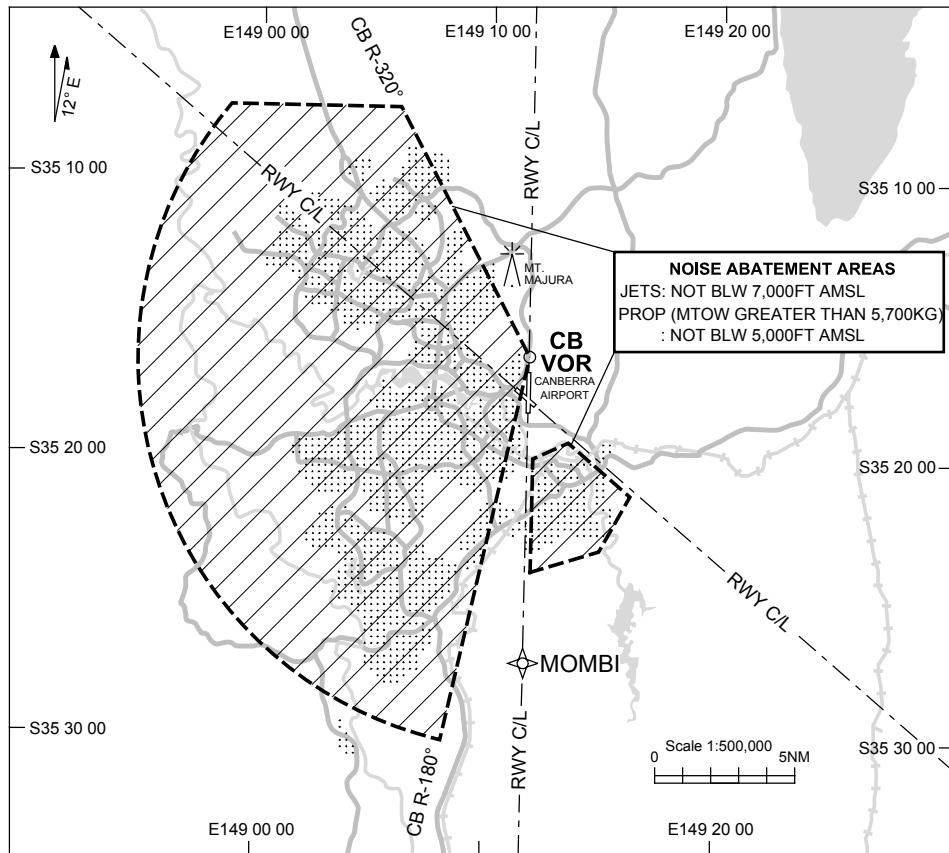 E149 00 00
E149 10 00
E149 20 00
12° E
CB R-320°
RWY C/L
S35 10 00
RWY C/L
S35 10 00
MT.
MAJURA
NOISE ABATEMENT AREAS
JETS: NOT BLW 7,000FT AMSL
PROP (MTOW GREATER THAN 5,700KG)
: NOT BLW 5,000FT AMSL
CB
VOR
CANBERRA
AIRPORT
S35 20 00
S35 20 00
RWY C/L
MOMBI
S35 30 00
RWY C/L
Scale 1:500,000
0 5NM
S35 30 00
CB R-180°
E149 00 00
E149 20 00